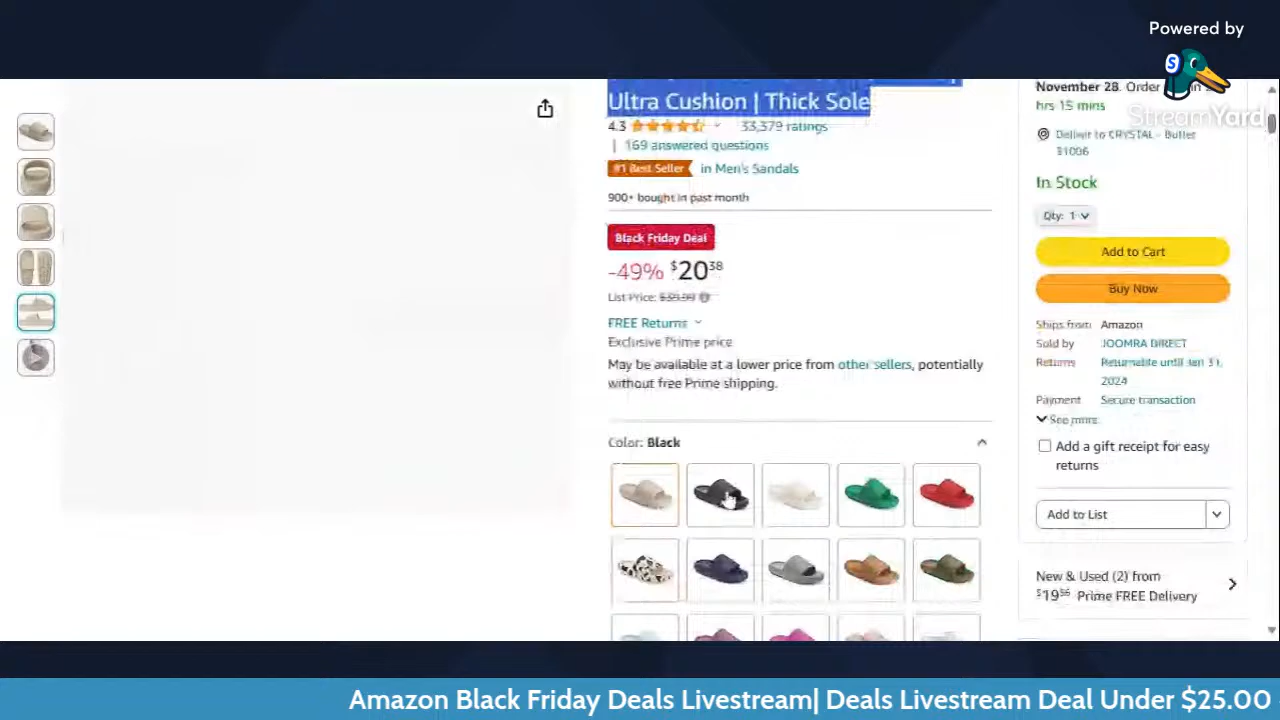 Powered by
S
StreamYard
Ultra Cushion | Thick Sole
4.3
33,379 ratings
| 169 answered questions
#1 Best Seller
in Men's Sandals
900+ bought in past month
Black Friday Deal
-49% $20 38
List Price: $39.99
FREE Returns
Exclusive Prime price
May be available at a lower price from other sellers, potentially
without free Prime shipping.
Color: Black
November 28. Order
hrs 15 mins
Deliver to CRYSTAL - Butler
In Stock
Qty: 1
Add to Cart
Buy Now
Ships from Amazon
Sold by JOOMRA DIRECT
Returns Returnable until Jan 31,
2024
Payment Secure transaction
See more
Add a gift receipt for easy
returns
Add to List
New & Used (2) from
Prime FREE Delivery
Amazon Black Friday Deals Livestream| Deals Livestream Deal Under $25.00